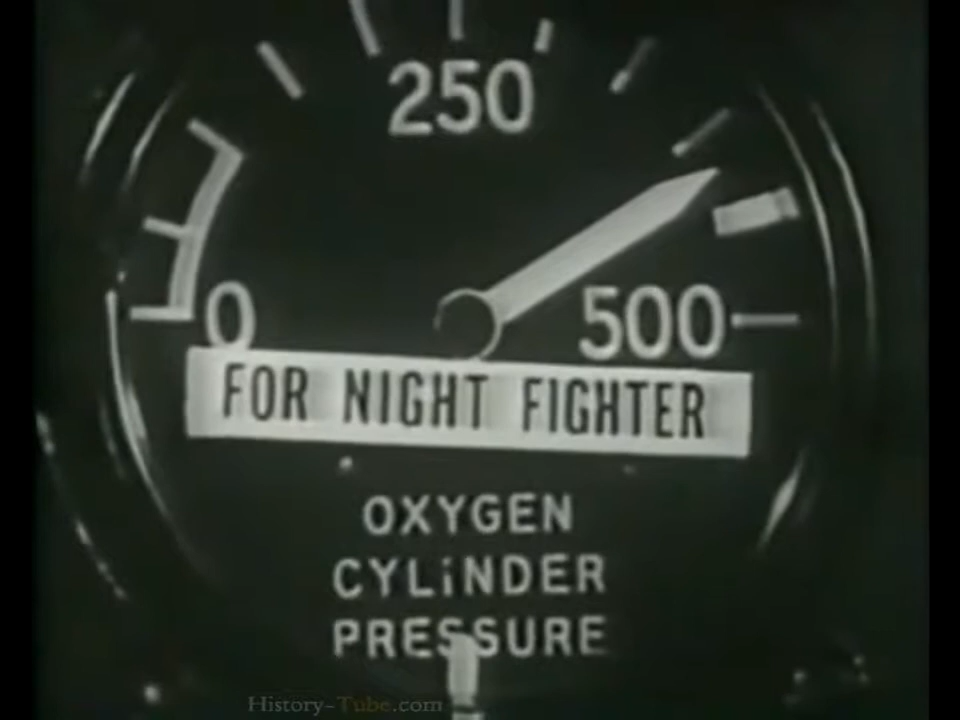 250
0 500
FOR NIGHT FIGHTER
OXYGEN
CYLiNDER
PRESSURE
History-Tube.com